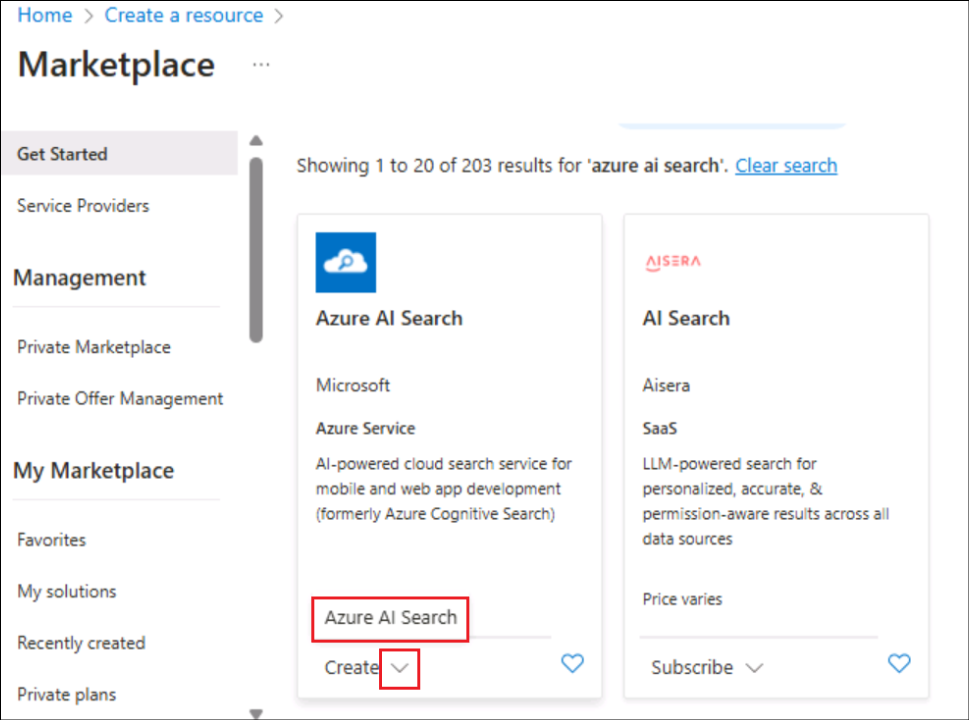 Home > Create a resource >
Marketplace ...
Get Started
Service Providers
Management
Private Marketplace
Private Offer Management
My Marketplace
Favorites
My solutions
Recently created
Private plans
Showing 1 to 20 of 203 results for 'azure ai search'. Clear search
Azure AI Search
Microsoft
Azure Service
AI-powered cloud search service for
mobile and web app development
(formerly Azure Cognitive Search)
Azure AI Search
Create
AISERA
AI Search
Aisera
SaaS
LLM-powered search for
personalized, accurate, &
permission-aware results across all
data sources
Price varies
Subscribe